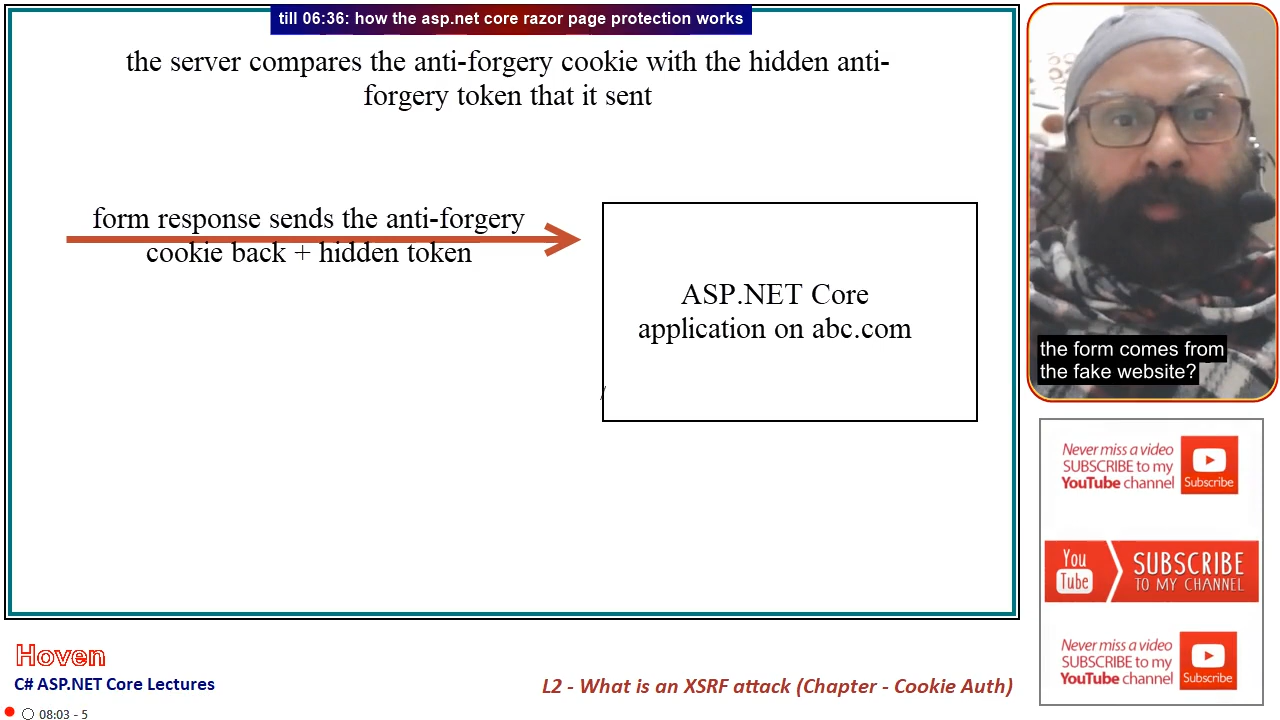 till 06:36: how the asp.net core razor page protection works
the server compares the anti-forgery cookie with the hidden anti-
forgery token that it sent
form response sends the anti-forgery
cookie back + hidden token
ASP.NET Core
application on abc.com
the form comes from
the fake website?
Never miss a video
SUBSCRIBE to my
YouTube channel
Subscribe
You
Tube
SUBSCRIBE
TO MY CHANNEL
Never miss a video
SUBSCRIBE to my
YouTube channel
Subscribe
Hoven
C# ASP.NET Core Lectures
L2 - What is an XSRF attack (Chapter - Cookie Auth)
08:03 - 5